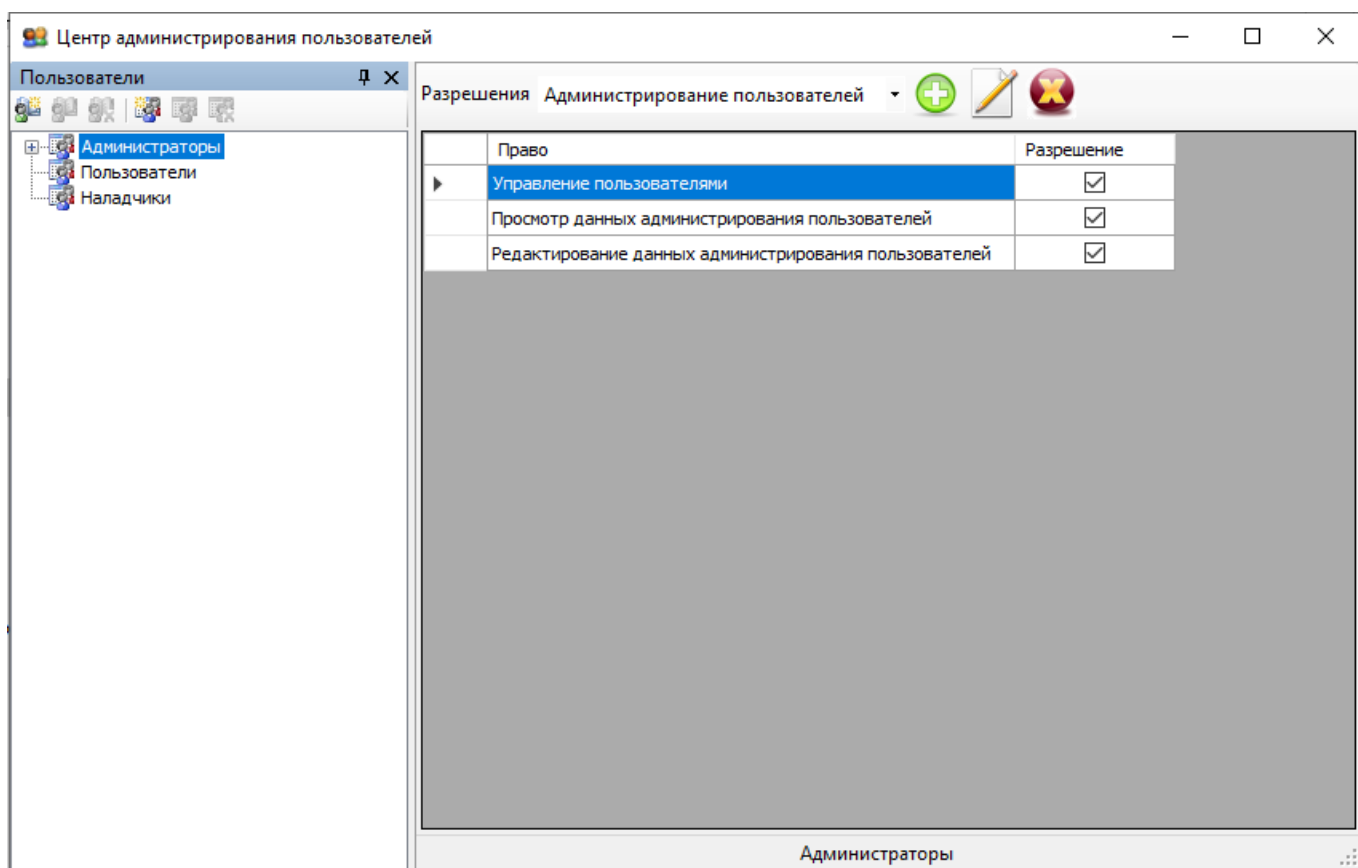 Центр администрирования пользователей
Пользователи
Администраторы
Пользователи
Наладчики
Разрешения Администрирование пользователей
Право Разрешение
Управление пользователями
Просмотр данных администрирования пользователей
Редактирование данных администрирования пользователей
Администраторы